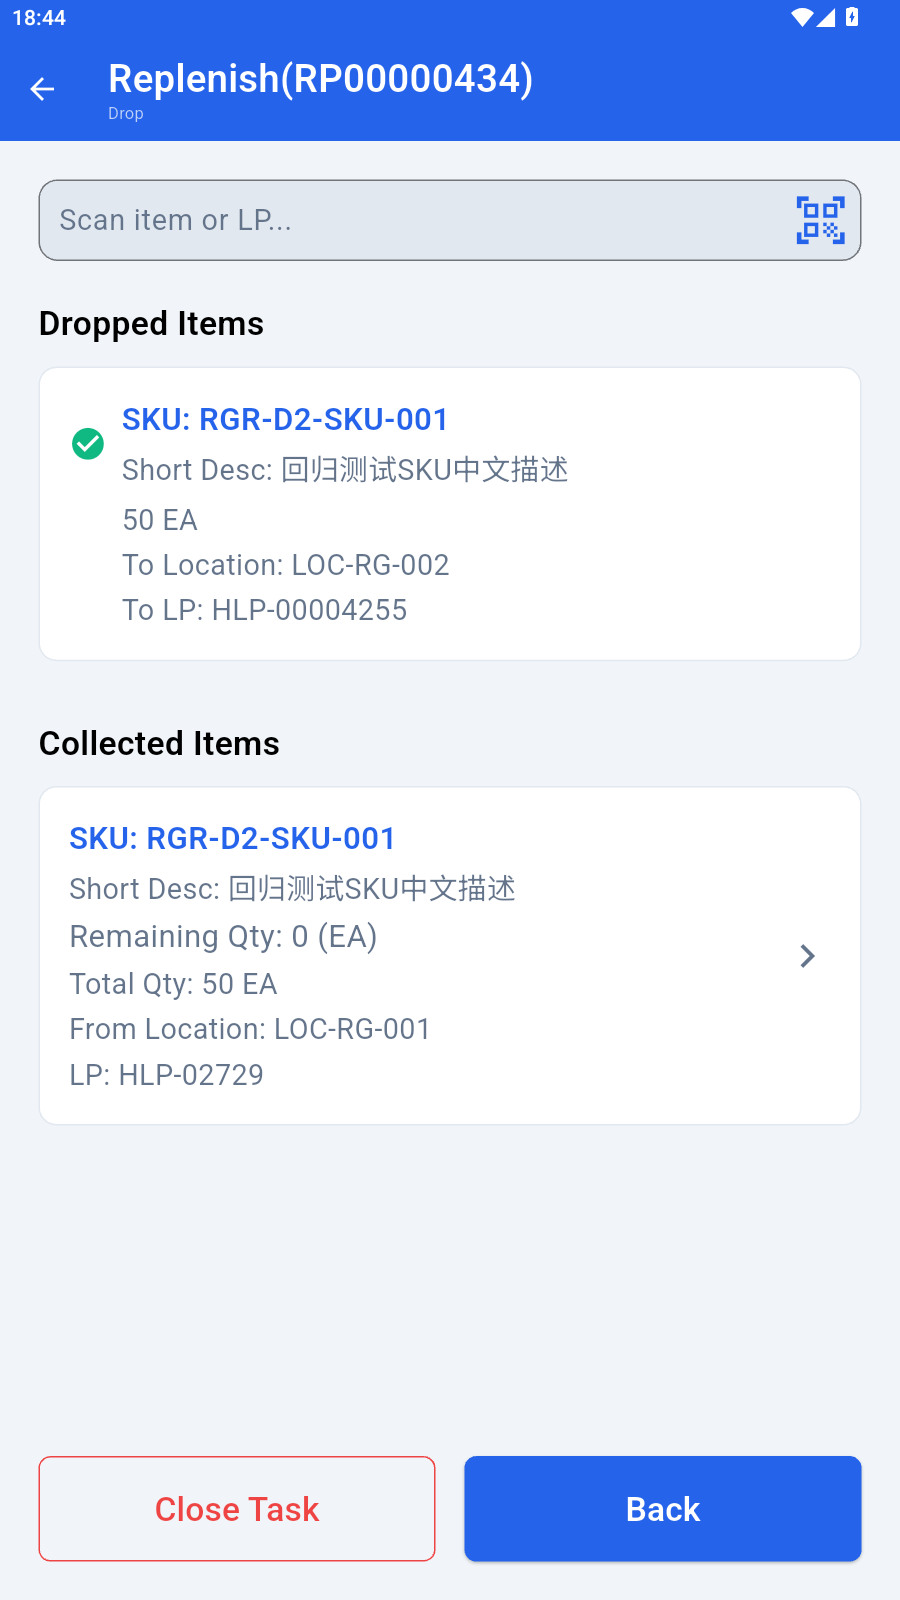 18:44
Replenish(RP00000434)
Drop
Scan item or LP...
Dropped Items
SKU: RGR-D2-SKU-001
Short Desc: 回归测试SKU中文描述
50 EA
To Location: LOC-RG-002
To LP: HLP-00004255
Collected Items
SKU: RGR-D2-SKU-001
Short Desc: 回归测试SKU中文描述
Remaining Qty: 0 (EA)
Total Qty: 50 EA
From Location: LOC-RG-001
LP: HLP-02729
Close Task
Back